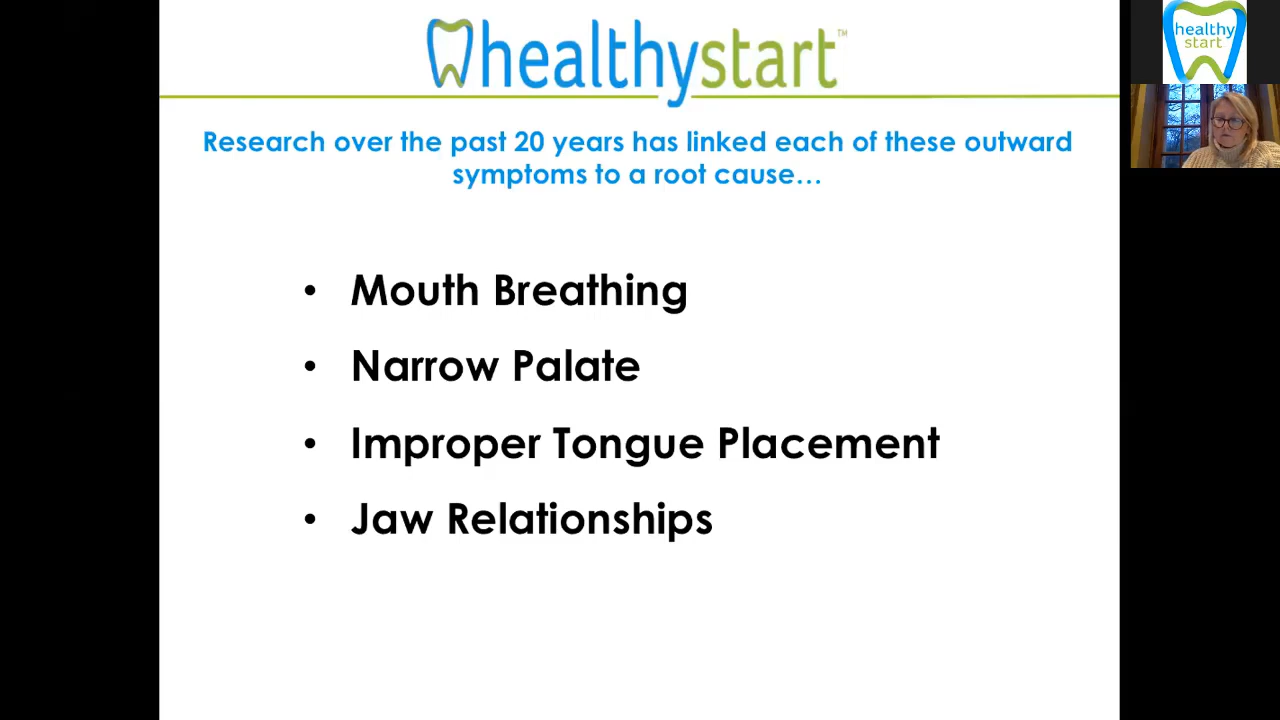 healthystart™
healthy
start
Research over the past 20 years has linked each of these outward
symptoms to a root cause…
• Mouth Breathing
• Narrow Palate
• Improper Tongue Placement
• Jaw Relationships